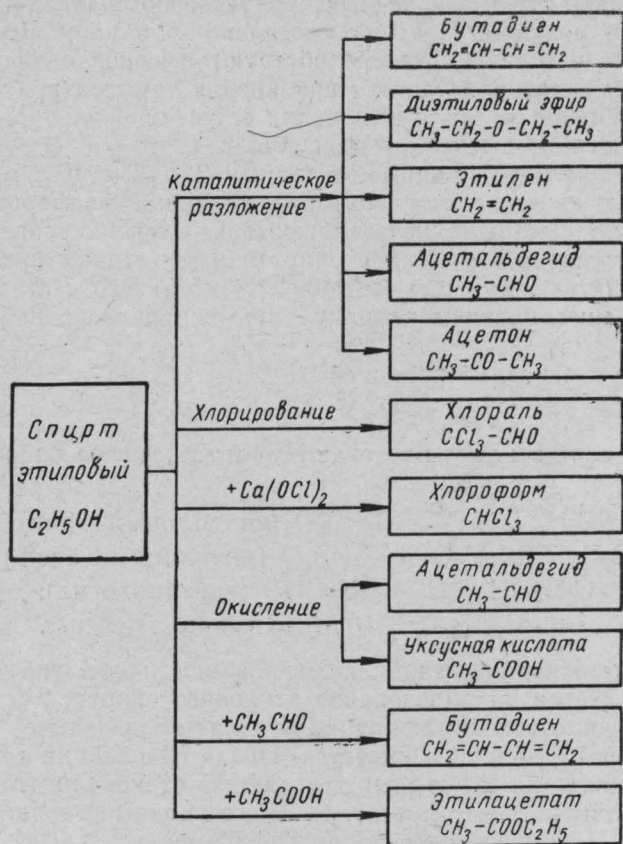 Бутадиен
CH₂=CH-CH=CH₂
Диэтиловый эфир
CH₃-CH₂-O-CH₂-CH₃
Каталитическое
разложение
Этилен
CH₂=CH₂
Ацетальдегид
CH₃-CHO
Ацетон
CH₃-CO-CH₃
Спирт
этиловый
C₂H₅OH
Хлорирование
Хлораль
CCl₃-CHO
+Ca(OCl)₂
Хлороформ
CHCl₃
Окисление
Ацетальдегид
CH₃-CHO
Уксусная кислота
CH₃-COOH
+CH₃CHO
Бутадиен
CH₂=CH-CH=CH₂
+CH₃COOH
Этилацетат
CH₃-COOC₂H₅